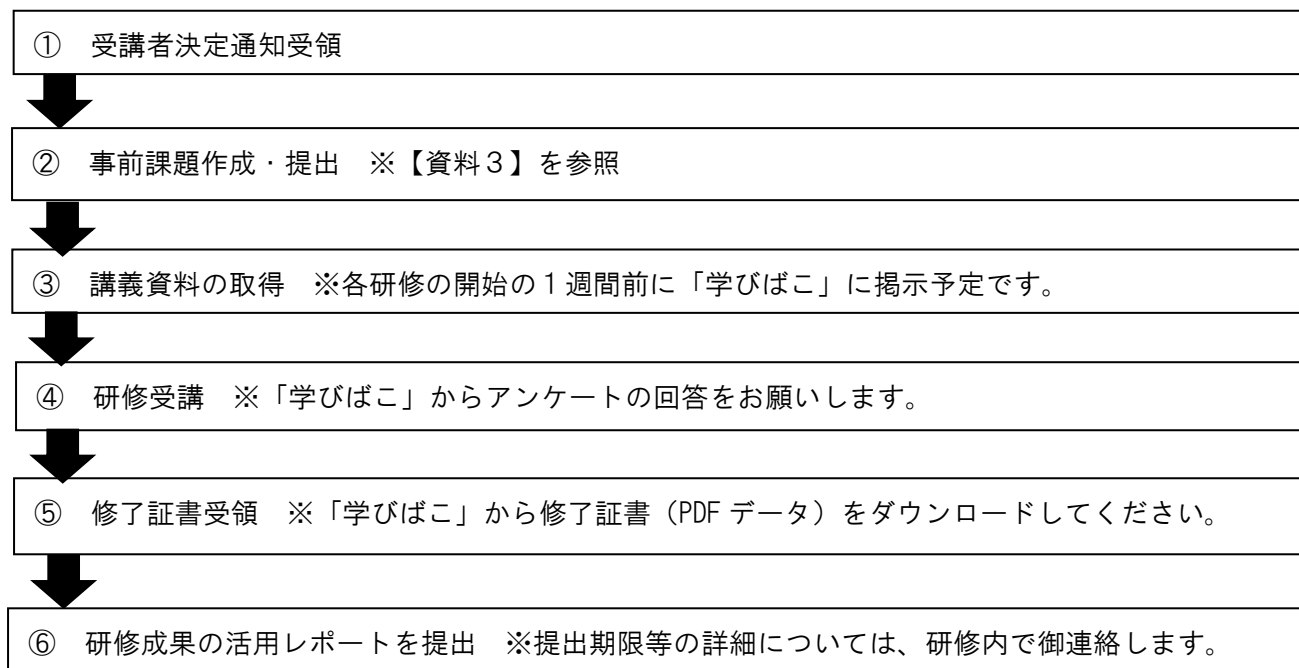 ①　受講者決定通知受領
②　事前課題作成・提出　※【資料３】を参照
③　講義資料の取得　※各研修の開始の１週間前に「学びばこ」に掲示予定です。
④　研修受講　※「学びばこ」からアンケートの回答をお願いします。
⑤　修了証書受領　※「学びばこ」から修了証書（PDFデータ）をダウンロードしてください。
⑥　研修成果の活用レポートを提出　※提出期限等の詳細については、研修内で御連絡します。